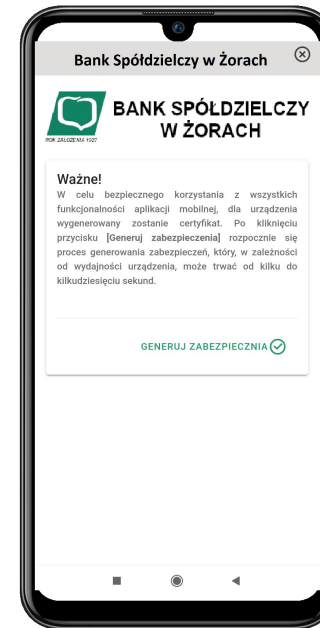 Bank Spółdzielczy w Żorach
BANK SPÓŁDZIELCZY
W ŻORACH
ROK ZAŁOŻENIA 1927
Ważne!
W celu bezpiecznego korzystania z wszystkich
funkcjonalności aplikacji mobilnej, dla urządzenia
wygenerowany zostanie certyfikat. Po kliknięciu
przycisku [Generuj zabezpieczenia] rozpocznie się
proces generowania zabezpieczeń, który, w zależności
od wydajności urządzenia, może trwać od kilku do
kilkudziesięciu sekund.
GENERUJ ZABEZPIECZNIA